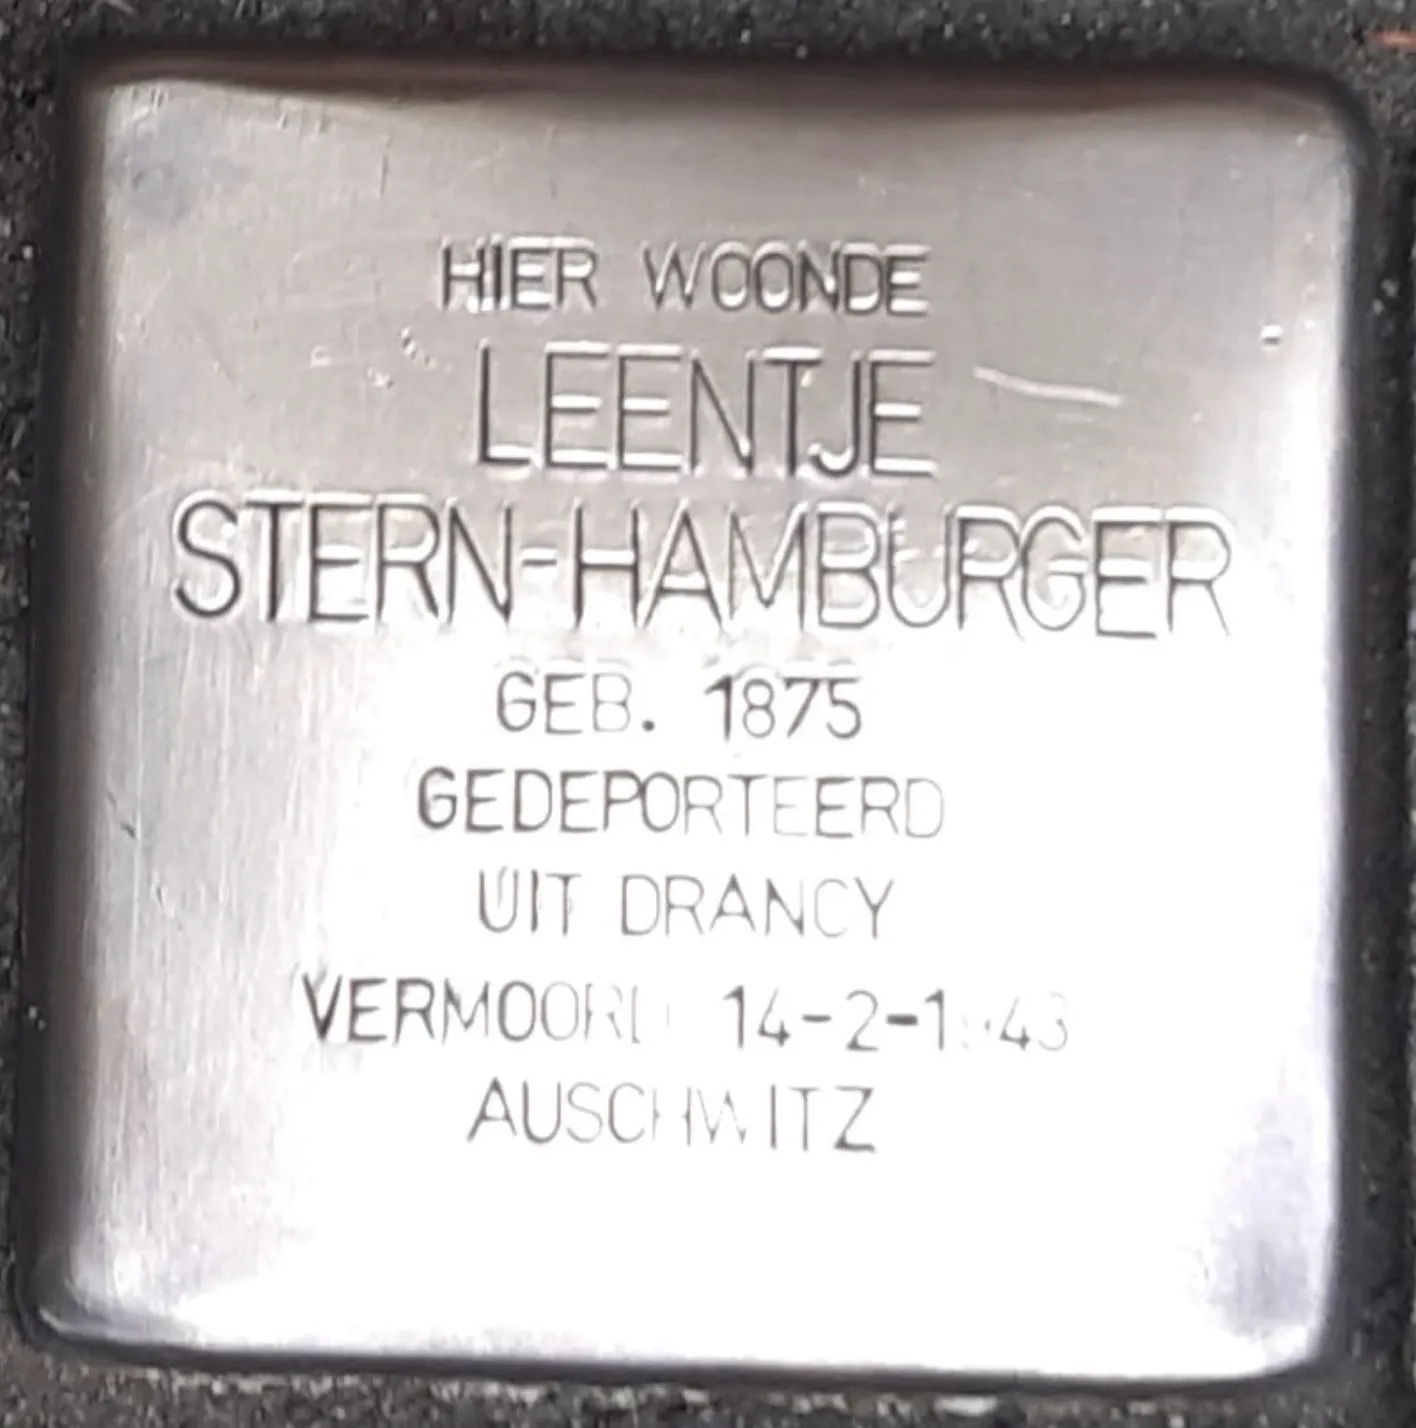 HIER WOONDE
LEENTJE
STERN-HAMBURGER
GEB. 1875
GEDEPORTEERD
UIT DRANCY
VERMOORD 14-2-1943
AUSCHWITZ